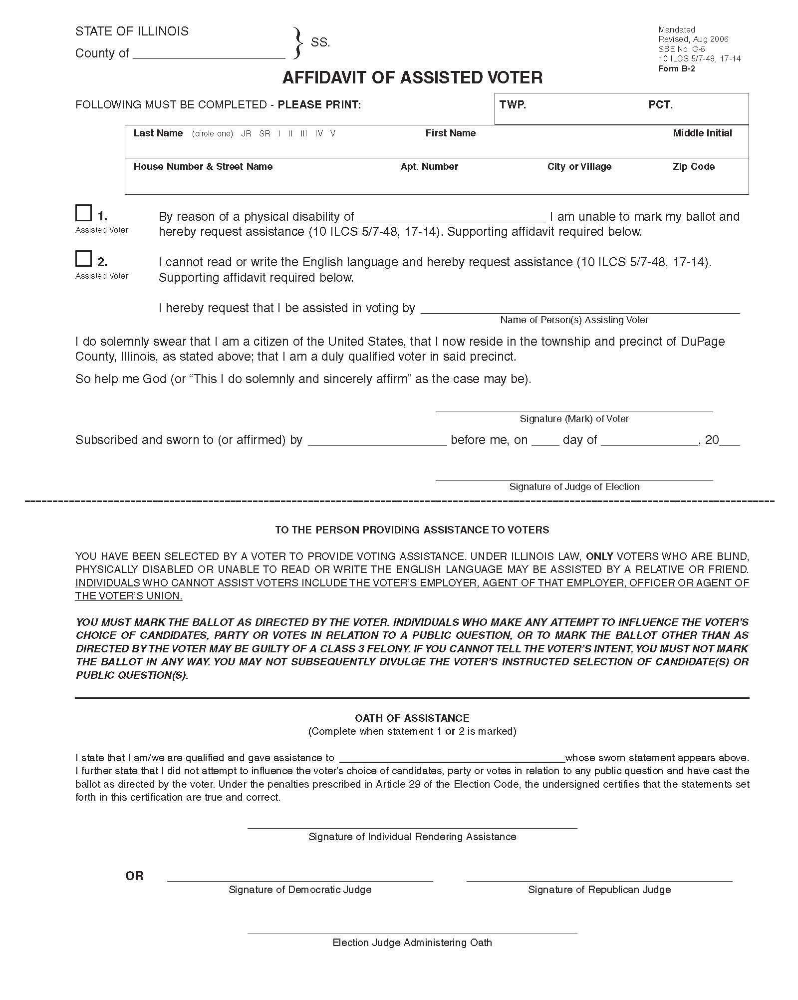 STATE OF ILLINOIS
County of ______________________ } SS.
Mandated
Revised, Aug 2006
SBE No. C-5
10 ILCS 5/7-48, 17-14
Form B-2
AFFIDAVIT OF ASSISTED VOTER
FOLLOWING MUST BE COMPLETED - PLEASE PRINT:
TWP. PCT.
Last Name (circle one) JR SR I II III IV V First Name Middle Initial
House Number & Street Name Apt. Number City or Village Zip Code
1. By reason of a physical disability of ___________________________ I am unable to mark my ballot and
Assisted Voter hereby request assistance (10 ILCS 5/7-48, 17-14). Supporting affidavit required below.
2. I cannot read or write the English language and hereby request assistance (10 ILCS 5/7-48, 17-14).
Assisted Voter Supporting affidavit required below.
I hereby request that I be assisted in voting by ______________________________________________
Name of Person(s) Assisting Voter
I do solemnly swear that I am a citizen of the United States, that I now reside in the township and precinct of DuPage
County, Illinois, as stated above; that I am a duly qualified voter in said precinct.
So help me God (or “This I do solemnly and sincerely affirm” as the case may be).
Signature (Mark) of Voter
Subscribed and sworn to (or affirmed) by ____________________ before me, on ____ day of ______________, 20___
Signature of Judge of Election
TO THE PERSON PROVIDING ASSISTANCE TO VOTERS
YOU HAVE BEEN SELECTED BY A VOTER TO PROVIDE VOTING ASSISTANCE. UNDER ILLINOIS LAW, ONLY VOTERS WHO ARE BLIND,
PHYSICALLY DISABLED OR UNABLE TO READ OR WRITE THE ENGLISH LANGUAGE MAY BE ASSISTED BY A RELATIVE OR FRIEND.
INDIVIDUALS WHO CANNOT ASSIST VOTERS INCLUDE THE VOTER’S EMPLOYER, AGENT OF THAT EMPLOYER, OFFICER OR AGENT OF
THE VOTER’S UNION.
YOU MUST MARK THE BALLOT AS DIRECTED BY THE VOTER. INDIVIDUALS WHO MAKE ANY ATTEMPT TO INFLUENCE THE VOTER’S
CHOICE OF CANDIDATES, PARTY OR VOTES IN RELATION TO A PUBLIC QUESTION, OR TO MARK THE BALLOT OTHER THAN AS
DIRECTED BY THE VOTER MAY BE GUILTY OF A CLASS 3 FELONY. IF YOU CANNOT TELL THE VOTER’S INTENT, YOU MUST NOT MARK
THE BALLOT IN ANY WAY. YOU MAY NOT SUBSEQUENTLY DIVULGE THE VOTER’S INSTRUCTED SELECTION OF CANDIDATE(S) OR
PUBLIC QUESTION(S).
OATH OF ASSISTANCE
(Complete when statement 1 or 2 is marked)
I state that I am/we are qualified and gave assistance to ________________________________________whose sworn statement appears above.
I further state that I did not attempt to influence the voter’s choice of candidates, party or votes in relation to any public question and have cast the
ballot as directed by the voter. Under the penalties prescribed in Article 29 of the Election Code, the undersigned certifies that the statements set
forth in this certification are true and correct.
Signature of Individual Rendering Assistance
OR
Signature of Democratic Judge Signature of Republican Judge
Election Judge Administering Oath